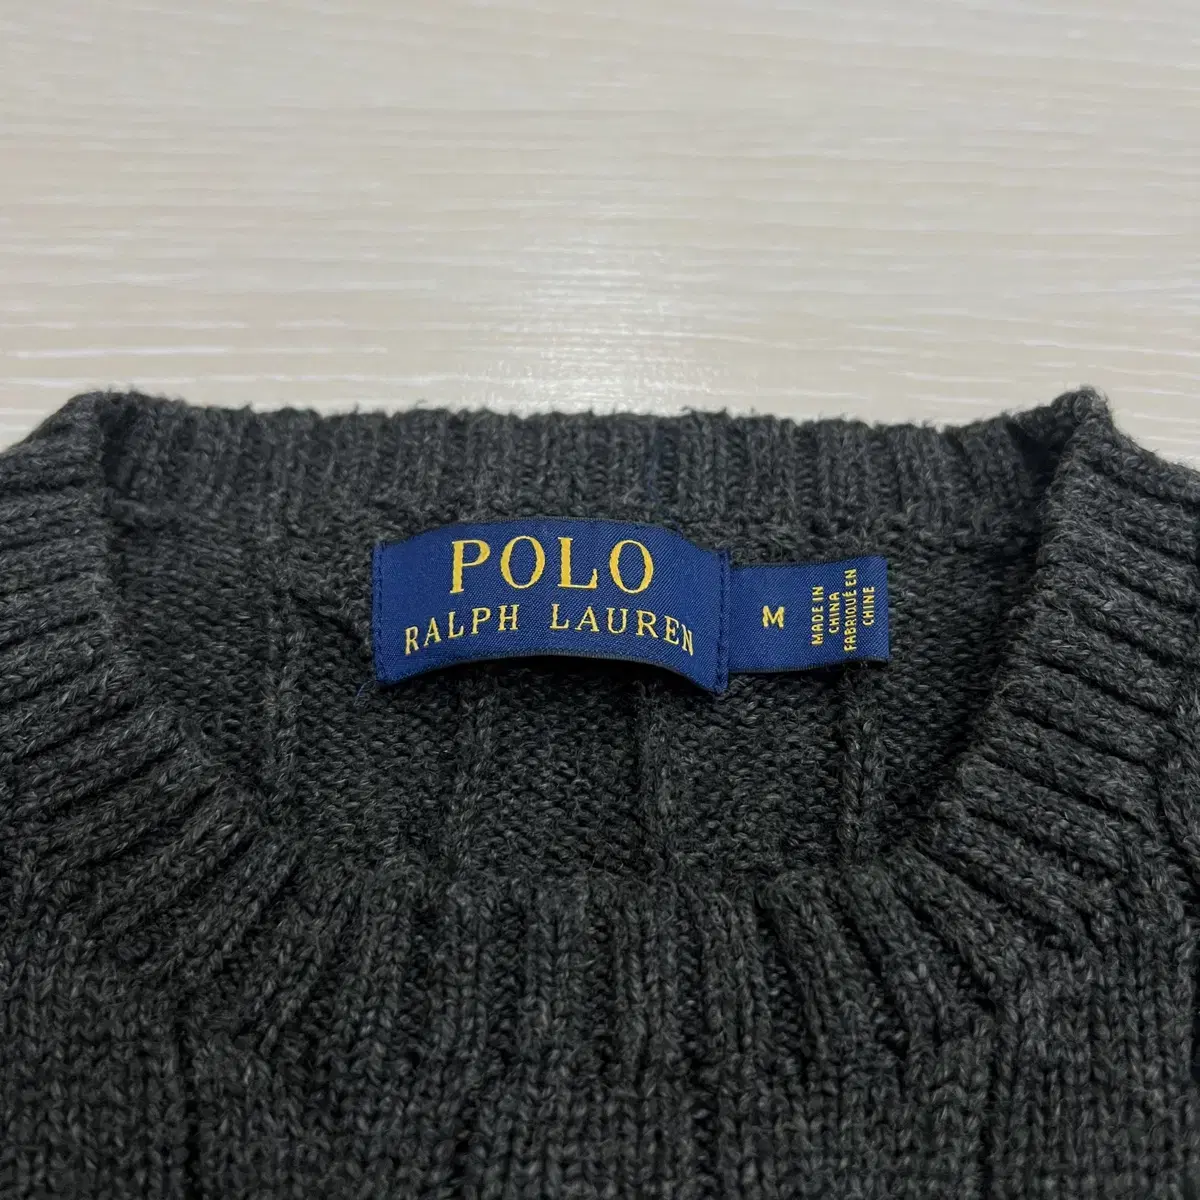 POLO
RALPH LAUREN
M
MADE IN
CHINA
FABRIQUÉ EN
CHINE